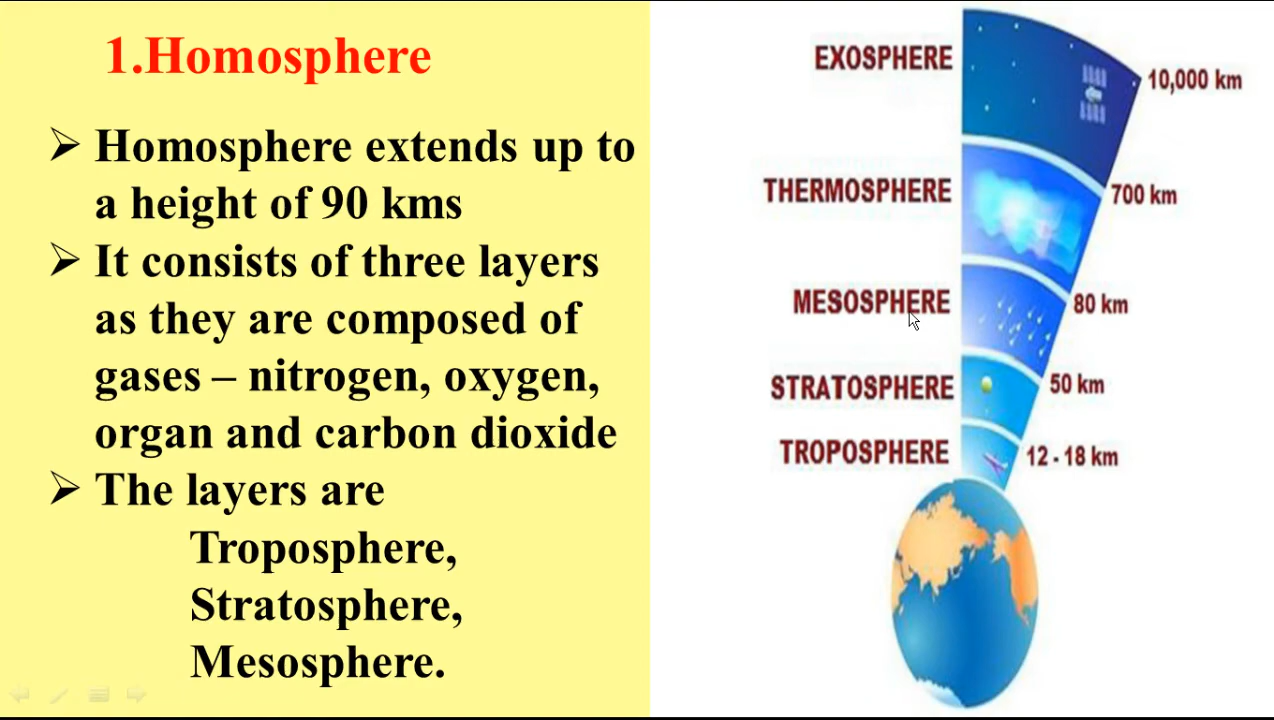 1.Homosphere
➢ Homosphere extends up to
a height of 90 kms
➢ It consists of three layers
as they are composed of
gases – nitrogen, oxygen,
organ and carbon dioxide
➢ The layers are
Troposphere,
Stratosphere,
Mesosphere.
EXOSPHERE
10,000 km
THERMOSPHERE
700 km
MESOSPHERE
80 km
STRATOSPHERE
50 km
TROPOSPHERE
12 - 18 km